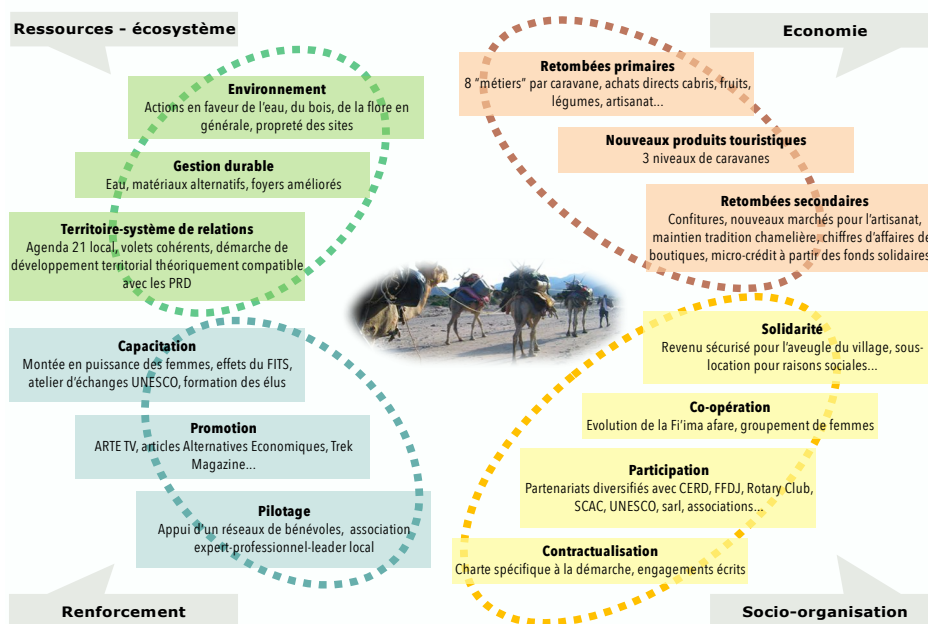 Ressources - écosystème
Environnement
Actions en faveur de l'eau, du bois, de la flore en
générale, propreté des sites
Gestion durable
Eau, matériaux alternatifs, foyers améliorés
Territoire-système de relations
Agenda 21 local, volets cohérents, démarche de
développement territorial théoriquement compatible
avec les PRD
Economie
Retombées primaires
8 "métiers" par caravane, achats directs cabris, fruits,
légumes, artisanat...
Nouveaux produits touristiques
3 niveaux de caravanes
Retombées secondaires
Confitures, nouveaux marchés pour l'artisanat,
maintien tradition chamelière, chiffres d'affaires de
boutiques, micro-crédit à partir des fonds solidaires
Capacitation
Montée en puissance des femmes, effets du FITS,
atelier d'échanges UNESCO, formation des élus
Promotion
ARTE TV, articles Alternatives Economiques, Trek
Magazine...
Pilotage
Appui d'un réseaux de bénévoles, association
expert-professionnel-leader local
Renforcement
Solidarité
Revenu sécurisé pour l'aveugle du village, sous-
location pour raisons sociales...
Co-opération
Evolution de la Fi'ima afare, groupement de femmes
Participation
Partenariats diversifiés avec CERD, FFDJ, Rotary Club,
SCAC, UNESCO, sarl, associations...
Contractualisation
Charte spécifique à la démarche, engagements écrits
Socio-organisation